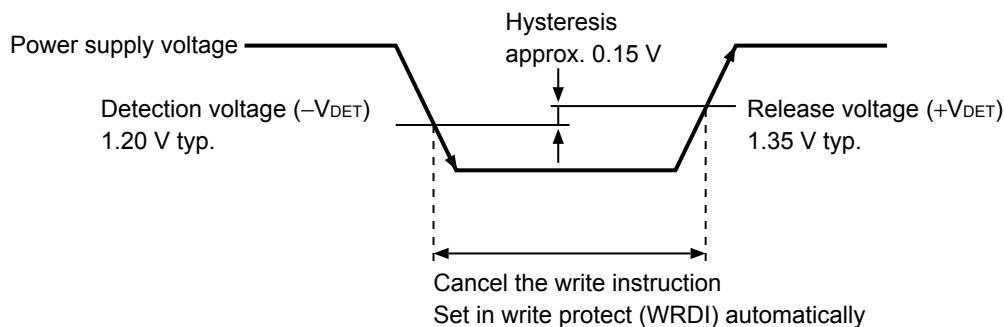 Hysteresis
approx. 0.15 V
Power supply voltage
Detection voltage (−VDET)
1.20 V typ.
Release voltage (+VDET)
1.35 V typ.
Cancel the write instruction
Set in write protect (WRDI) automatically